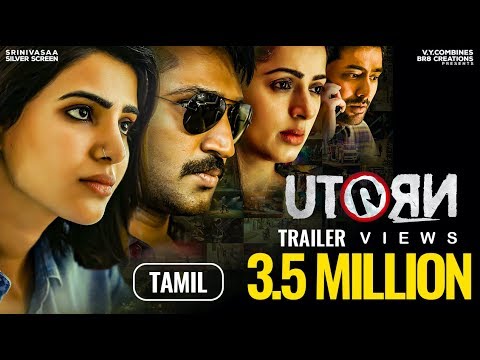 SRINIVASAA
SILVER SCREEN
V.Y.COMBINES
BR8 CREATIONS
PRESENTS
UTURN
TRAILER VIEWS
TAMIL
3.5 MILLION